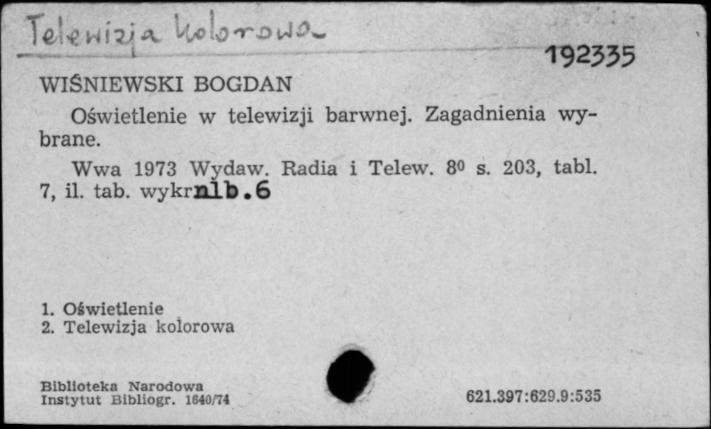 Telewizja kolorowa
192335
WIŚNIEWSKI BOGDAN
Oświetlenie w telewizji barwnej. Zagadnienia wy-
brane.
Wwa 1973 Wydaw. Radia i Telew. 8⁰ s. 203, tabl.
7, il. tab. wykrnlb.6
1. Oświetlenie
2. Telewizja kolorowa
Biblioteka Narodowa
Instytut Bibliogr. 1640/74
621.397:629.9:535